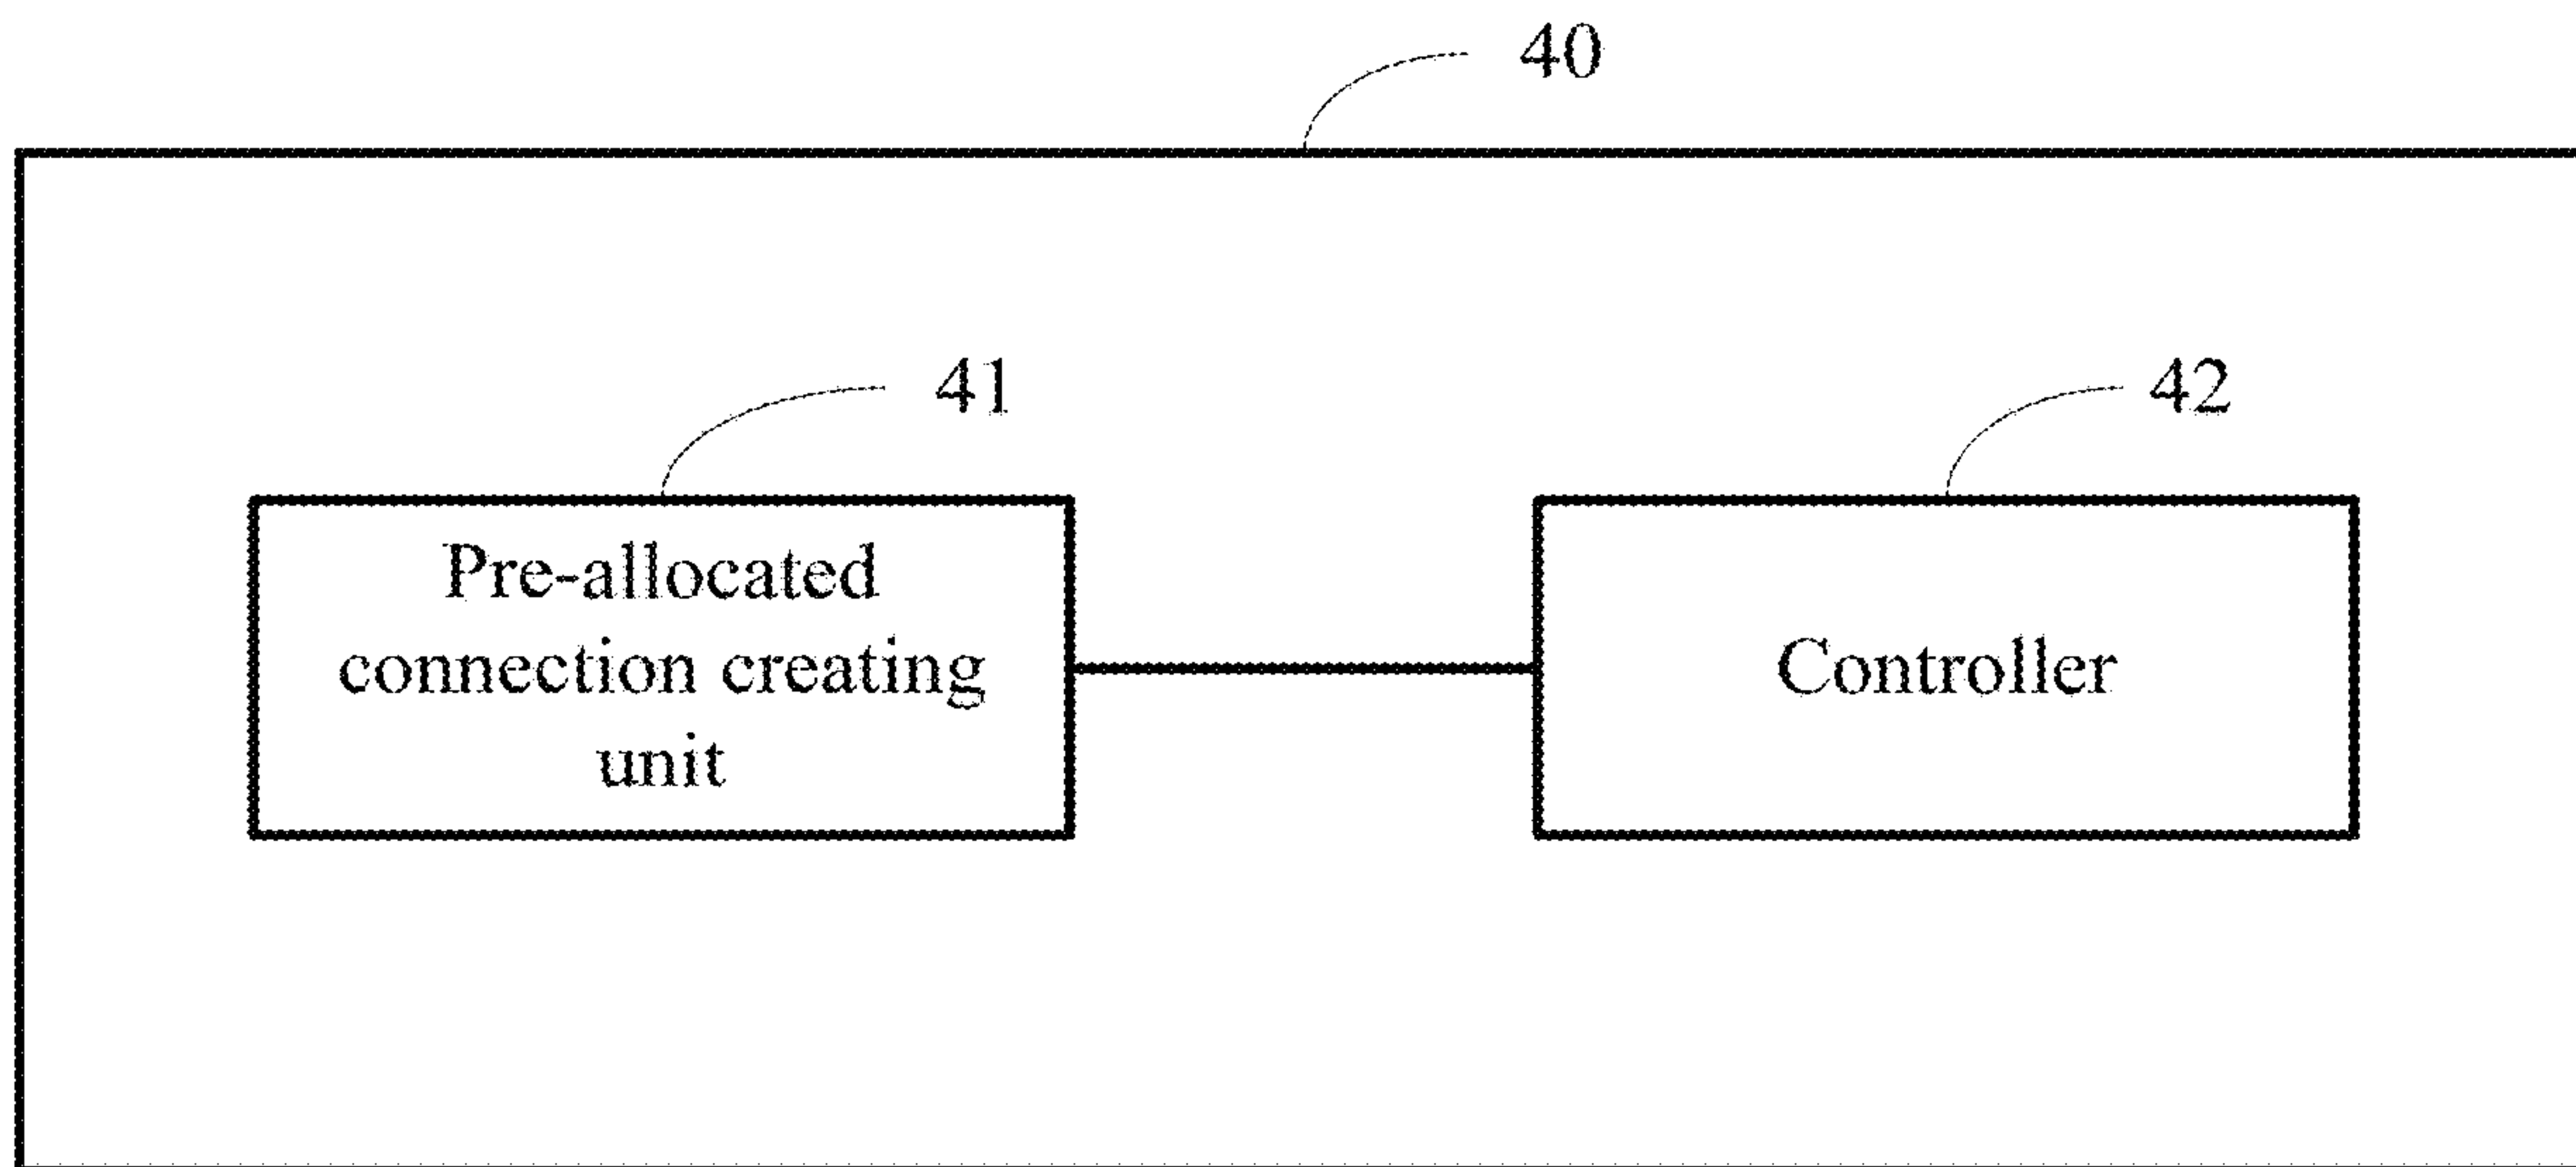 40
41
42
Pre-allocated
connection creating
unit
Controller